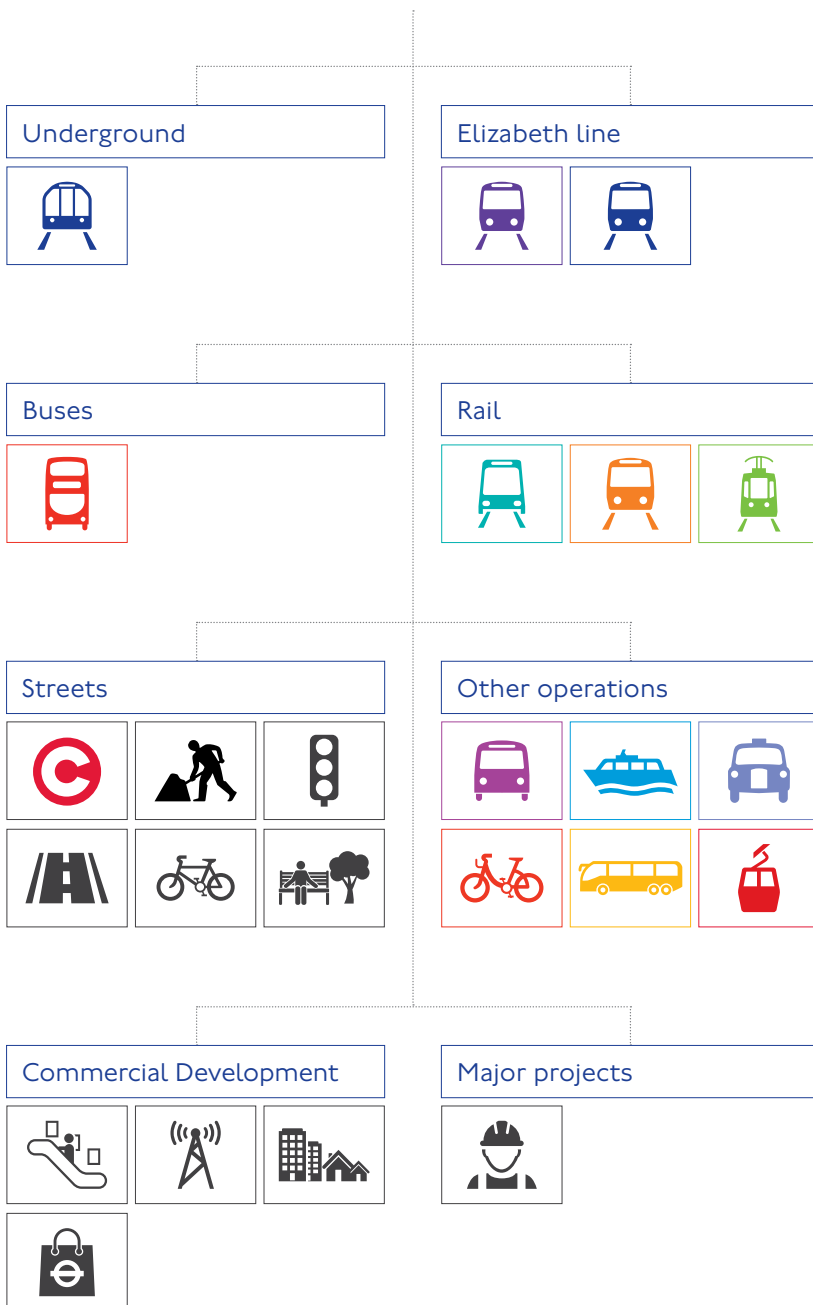 Underground
Elizabeth line
Buses
Rail
Streets
Other operations
Commercial Development
Major projects